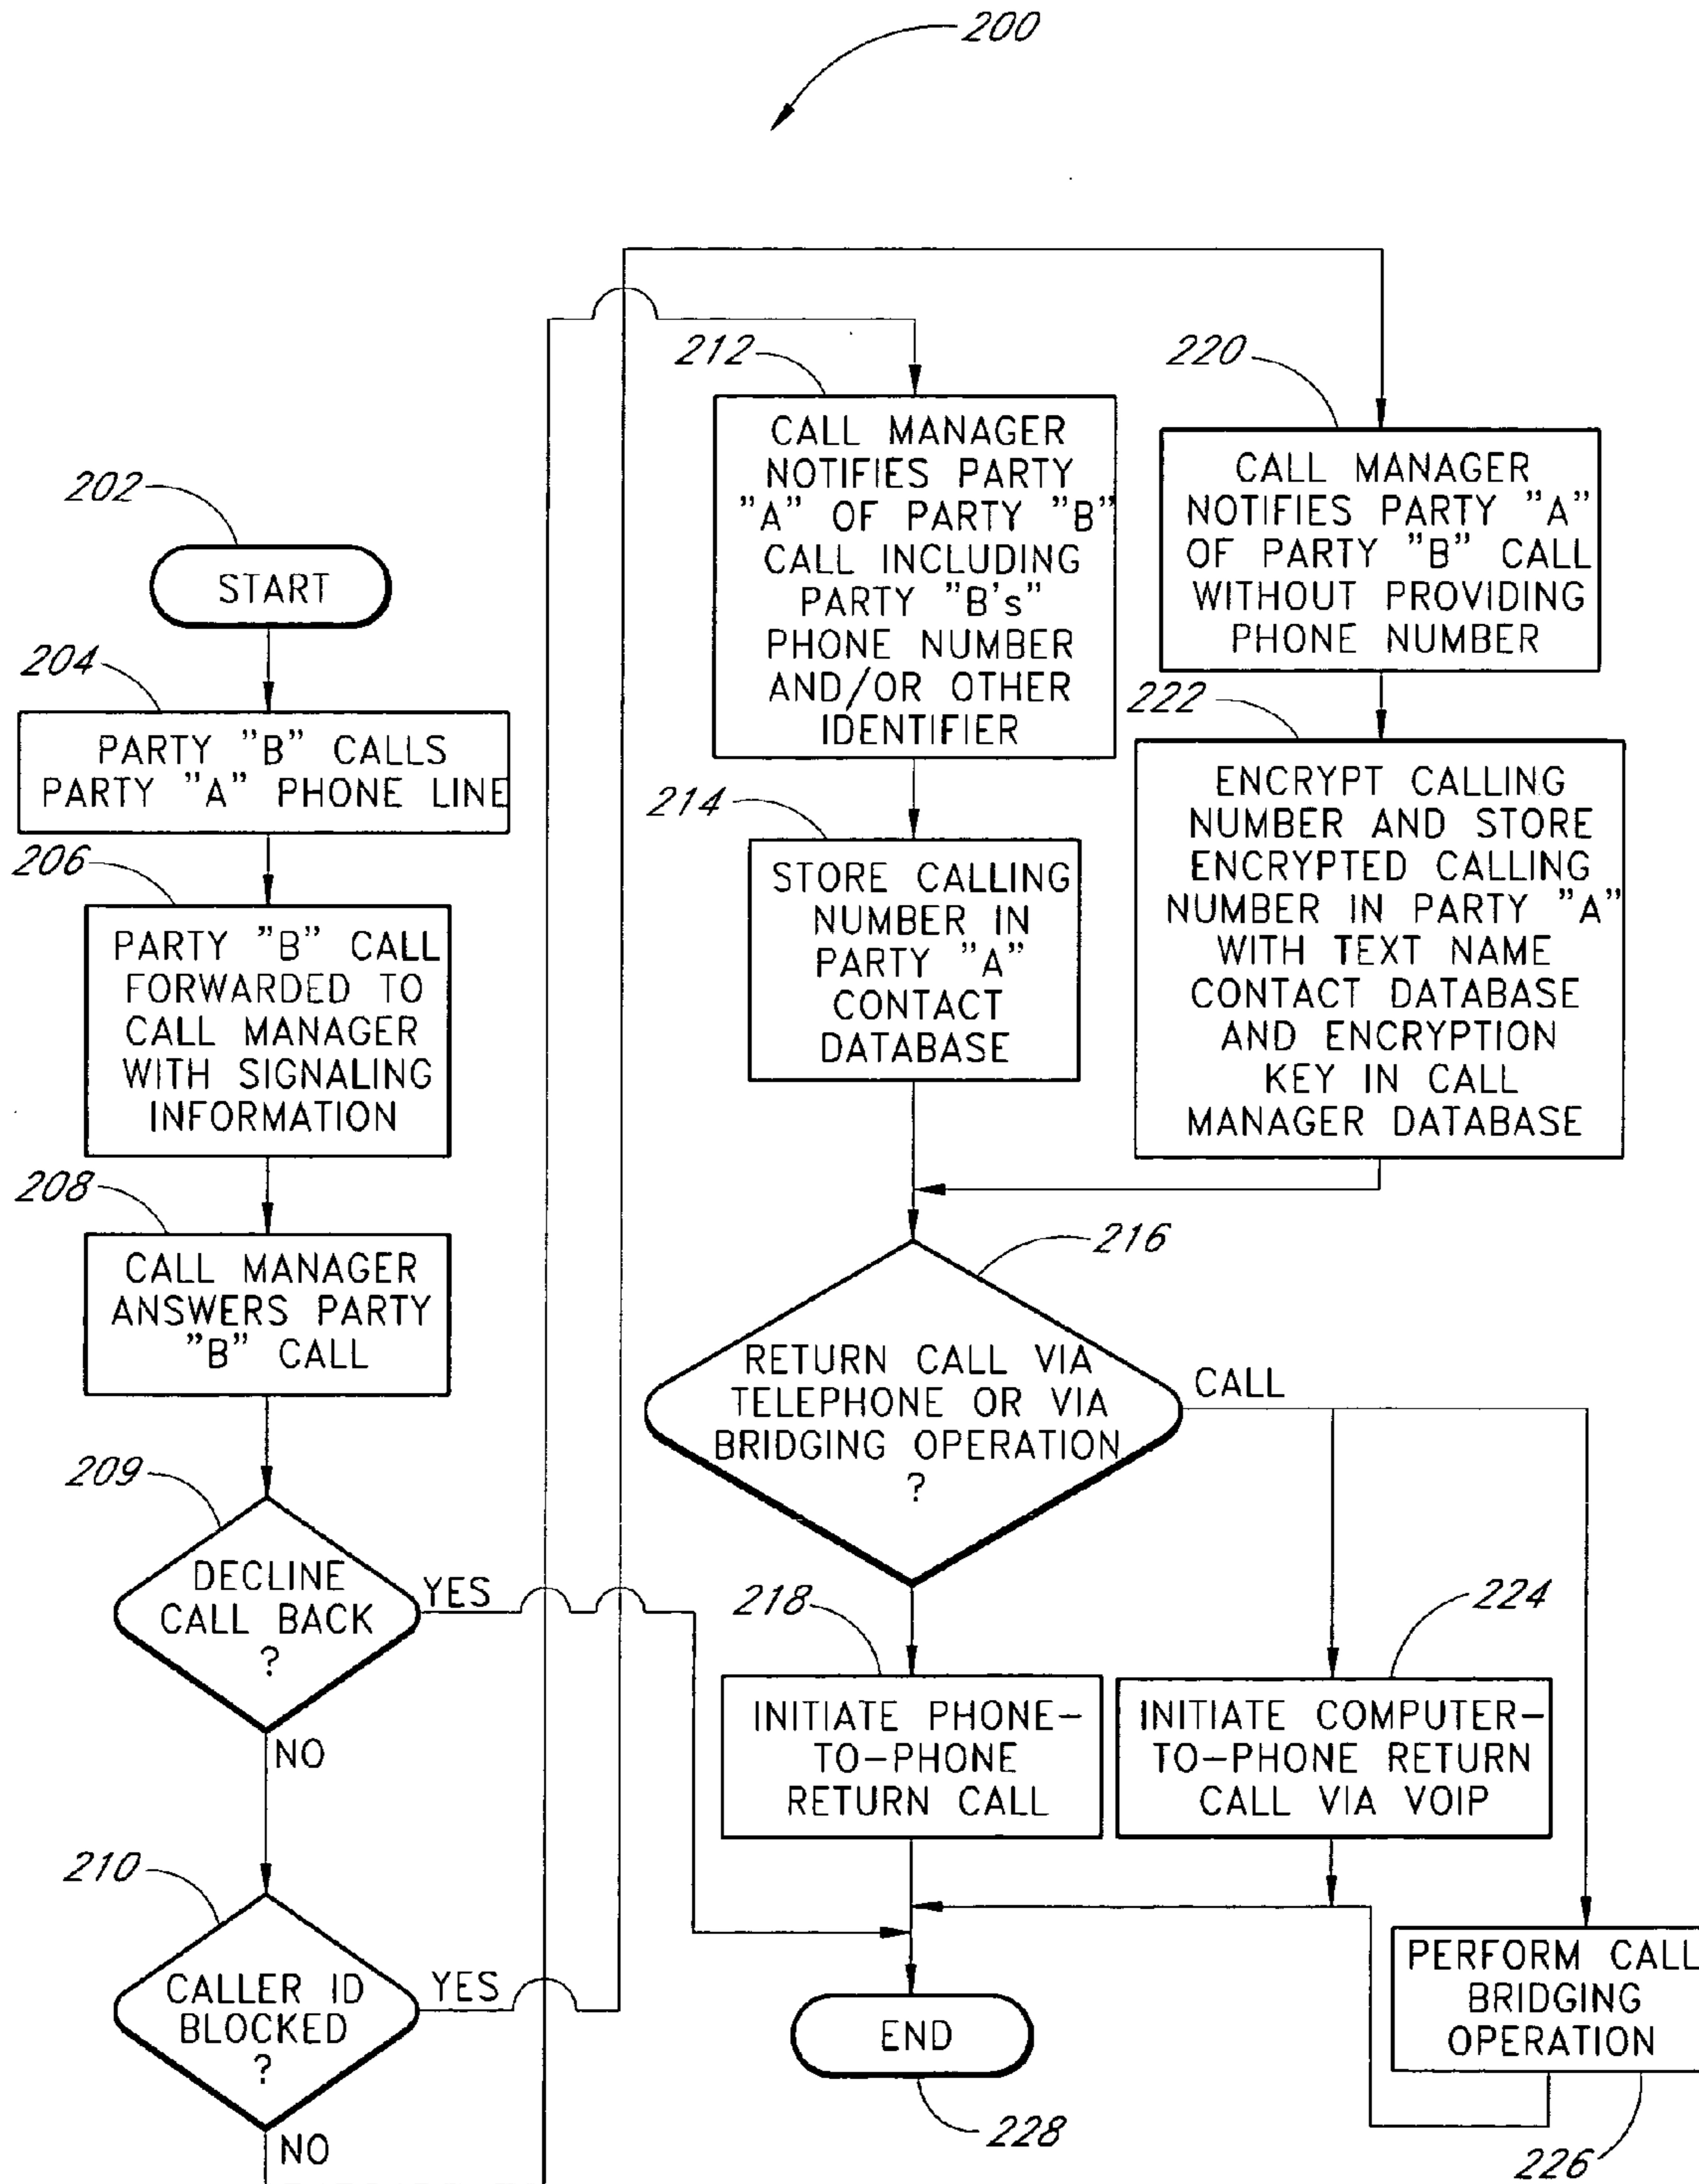 200
202
START
204
PARTY "B" CALLS
PARTY "A" PHONE LINE
206
PARTY "B" CALL
FORWARDED TO
CALL MANAGER
WITH SIGNALING
INFORMATION
208
CALL MANAGER
ANSWERS PARTY
"B" CALL
209
DECLINE
CALL BACK
?
YES
NO
210
CALLER ID
BLOCKED
?
YES
NO
212
CALL MANAGER
NOTIFIES PARTY
"A" OF PARTY "B"
CALL INCLUDING
PARTY "B's"
PHONE NUMBER
AND/OR OTHER
IDENTIFIER
214
STORE CALLING
NUMBER IN
PARTY "A"
CONTACT
DATABASE
220
CALL MANAGER
NOTIFIES PARTY "A"
OF PARTY "B" CALL
WITHOUT PROVIDING
PHONE NUMBER
222
ENCRYPT CALLING
NUMBER AND STORE
ENCRYPTED CALLING
NUMBER IN PARTY "A"
WITH TEXT NAME
CONTACT DATABASE
AND ENCRYPTION
KEY IN CALL
MANAGER DATABASE
216
RETURN CALL VIA
TELEPHONE OR VIA
BRIDGING OPERATION
?
CALL
218
INITIATE PHONE-
TO-PHONE
RETURN CALL
224
INITIATE COMPUTER-
TO-PHONE RETURN
CALL VIA VOIP
PERFORM CALL
BRIDGING
OPERATION
226
END
228